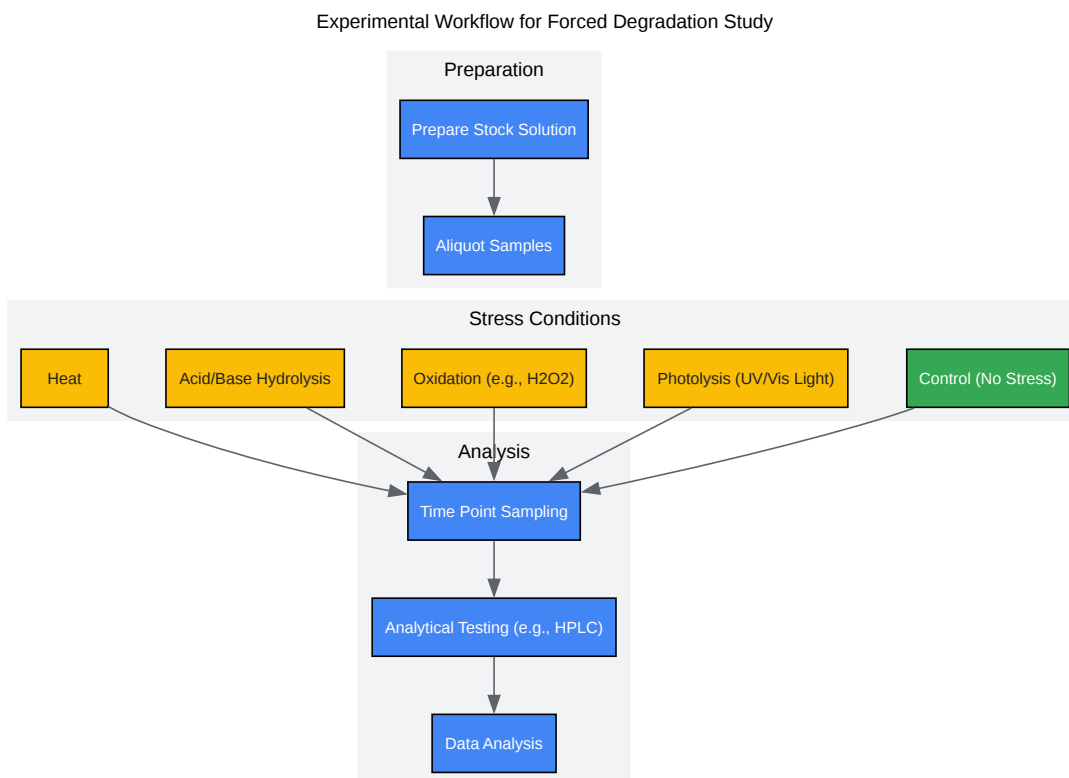 Experimental Workflow for Forced Degradation Study
Preparation
Prepare Stock Solution
Aliquot Samples
Stress Conditions
Heat
Acid/Base Hydrolysis
Oxidation (e.g., H2O2)
Photolysis (UV/Vis Light)
Control (No Stress)
Analysis
Time Point Sampling
Analytical Testing (e.g., HPLC)
Data Analysis